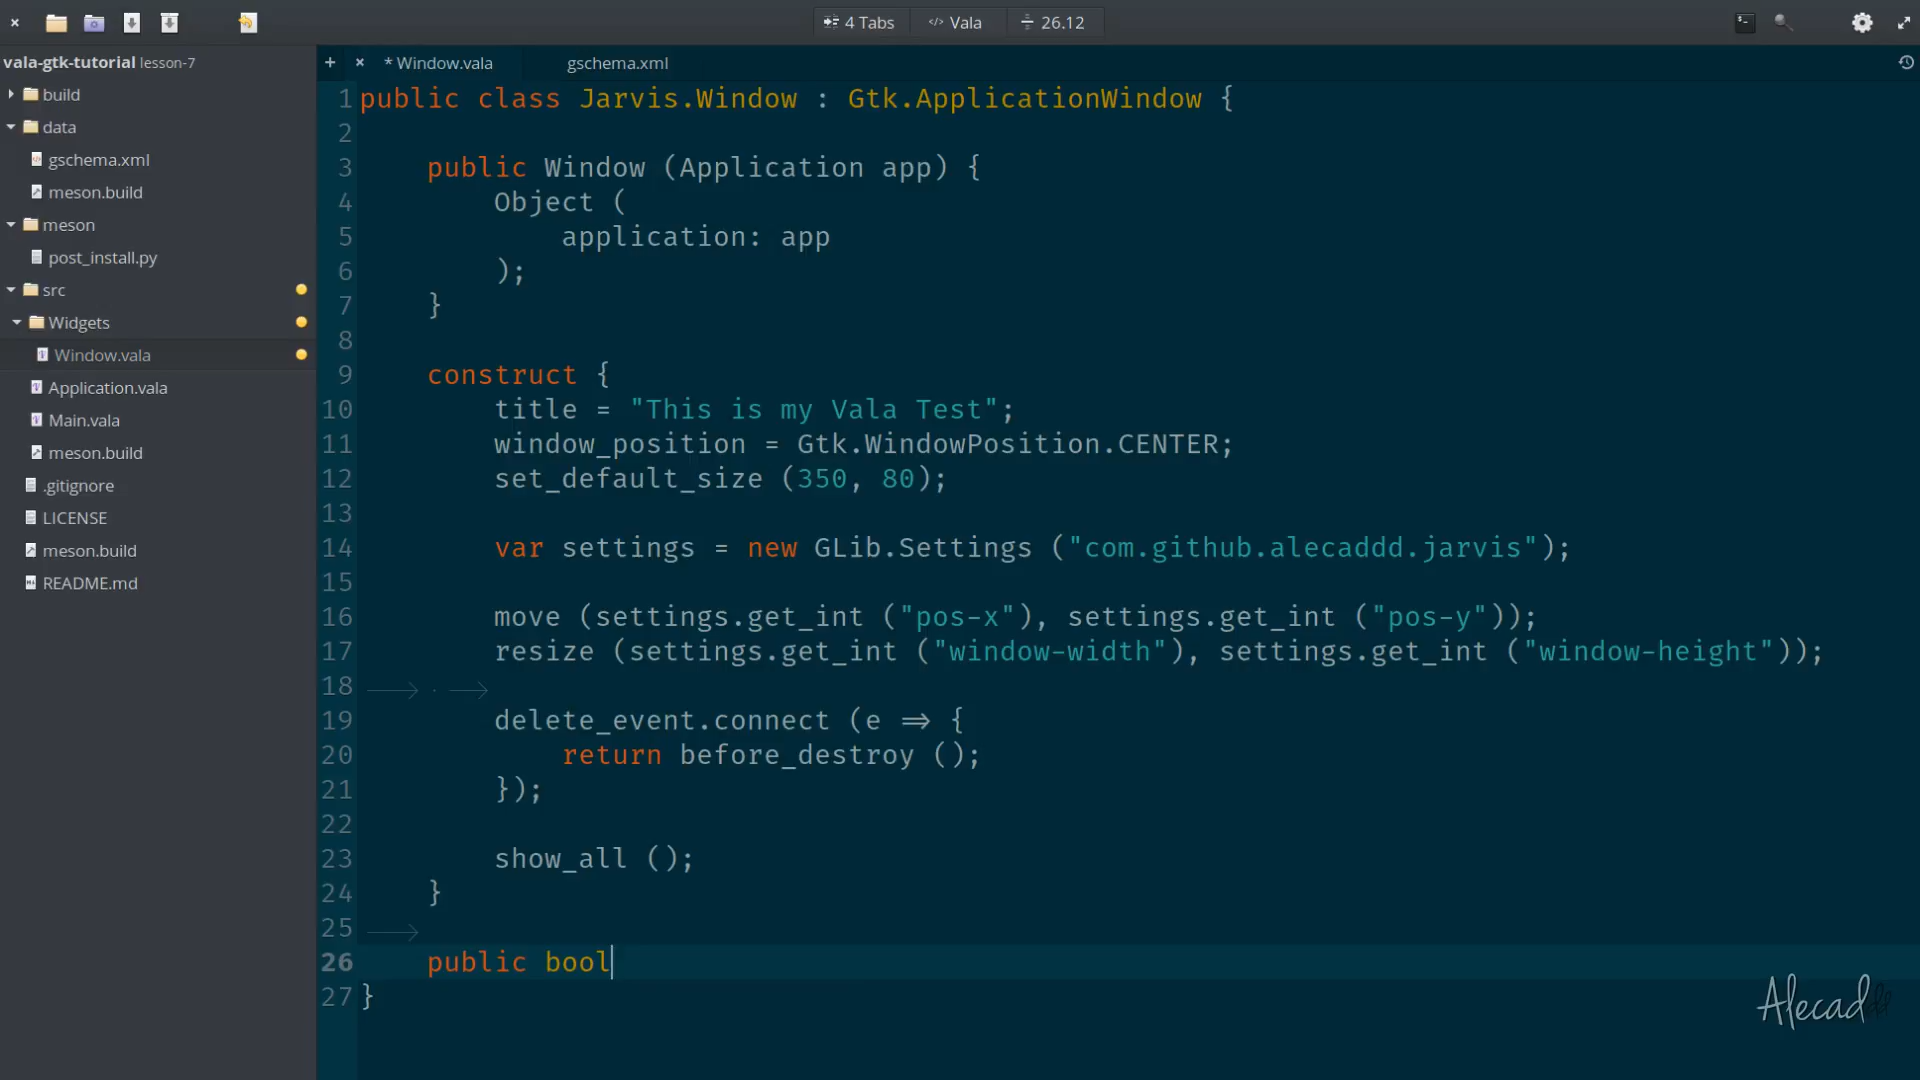 4 Tabs
</> Vala
26.12
vala-gtk-tutorial lesson-7
build
data
gschema.xml
meson.build
meson
post_install.py
src
Widgets
Window.vala
Application.vala
Main.vala
meson.build
.gitignore
LICENSE
meson.build
README.md
+ × * Window.vala
gschema.xml
1 public class Jarvis.Window : Gtk.ApplicationWindow {
2
3 public Window (Application app) {
4 Object (
5 application: app
6 );
7 }
8
9 construct {
10 title = "This is my Vala Test";
11 window_position = Gtk.WindowPosition.CENTER;
12 set_default_size (350, 80);
13
14 var settings = new GLib.Settings ("com.github.alecaddd.jarvis");
15
16 move (settings.get_int ("pos-x"), settings.get_int ("pos-y"));
17 resize (settings.get_int ("window-width"), settings.get_int ("window-height"));
18
19 delete_event.connect (e => {
20 return before_destroy ();
21 });
22
23 show_all ();
24 }
25
26 public bool
27 }
Alecaddd